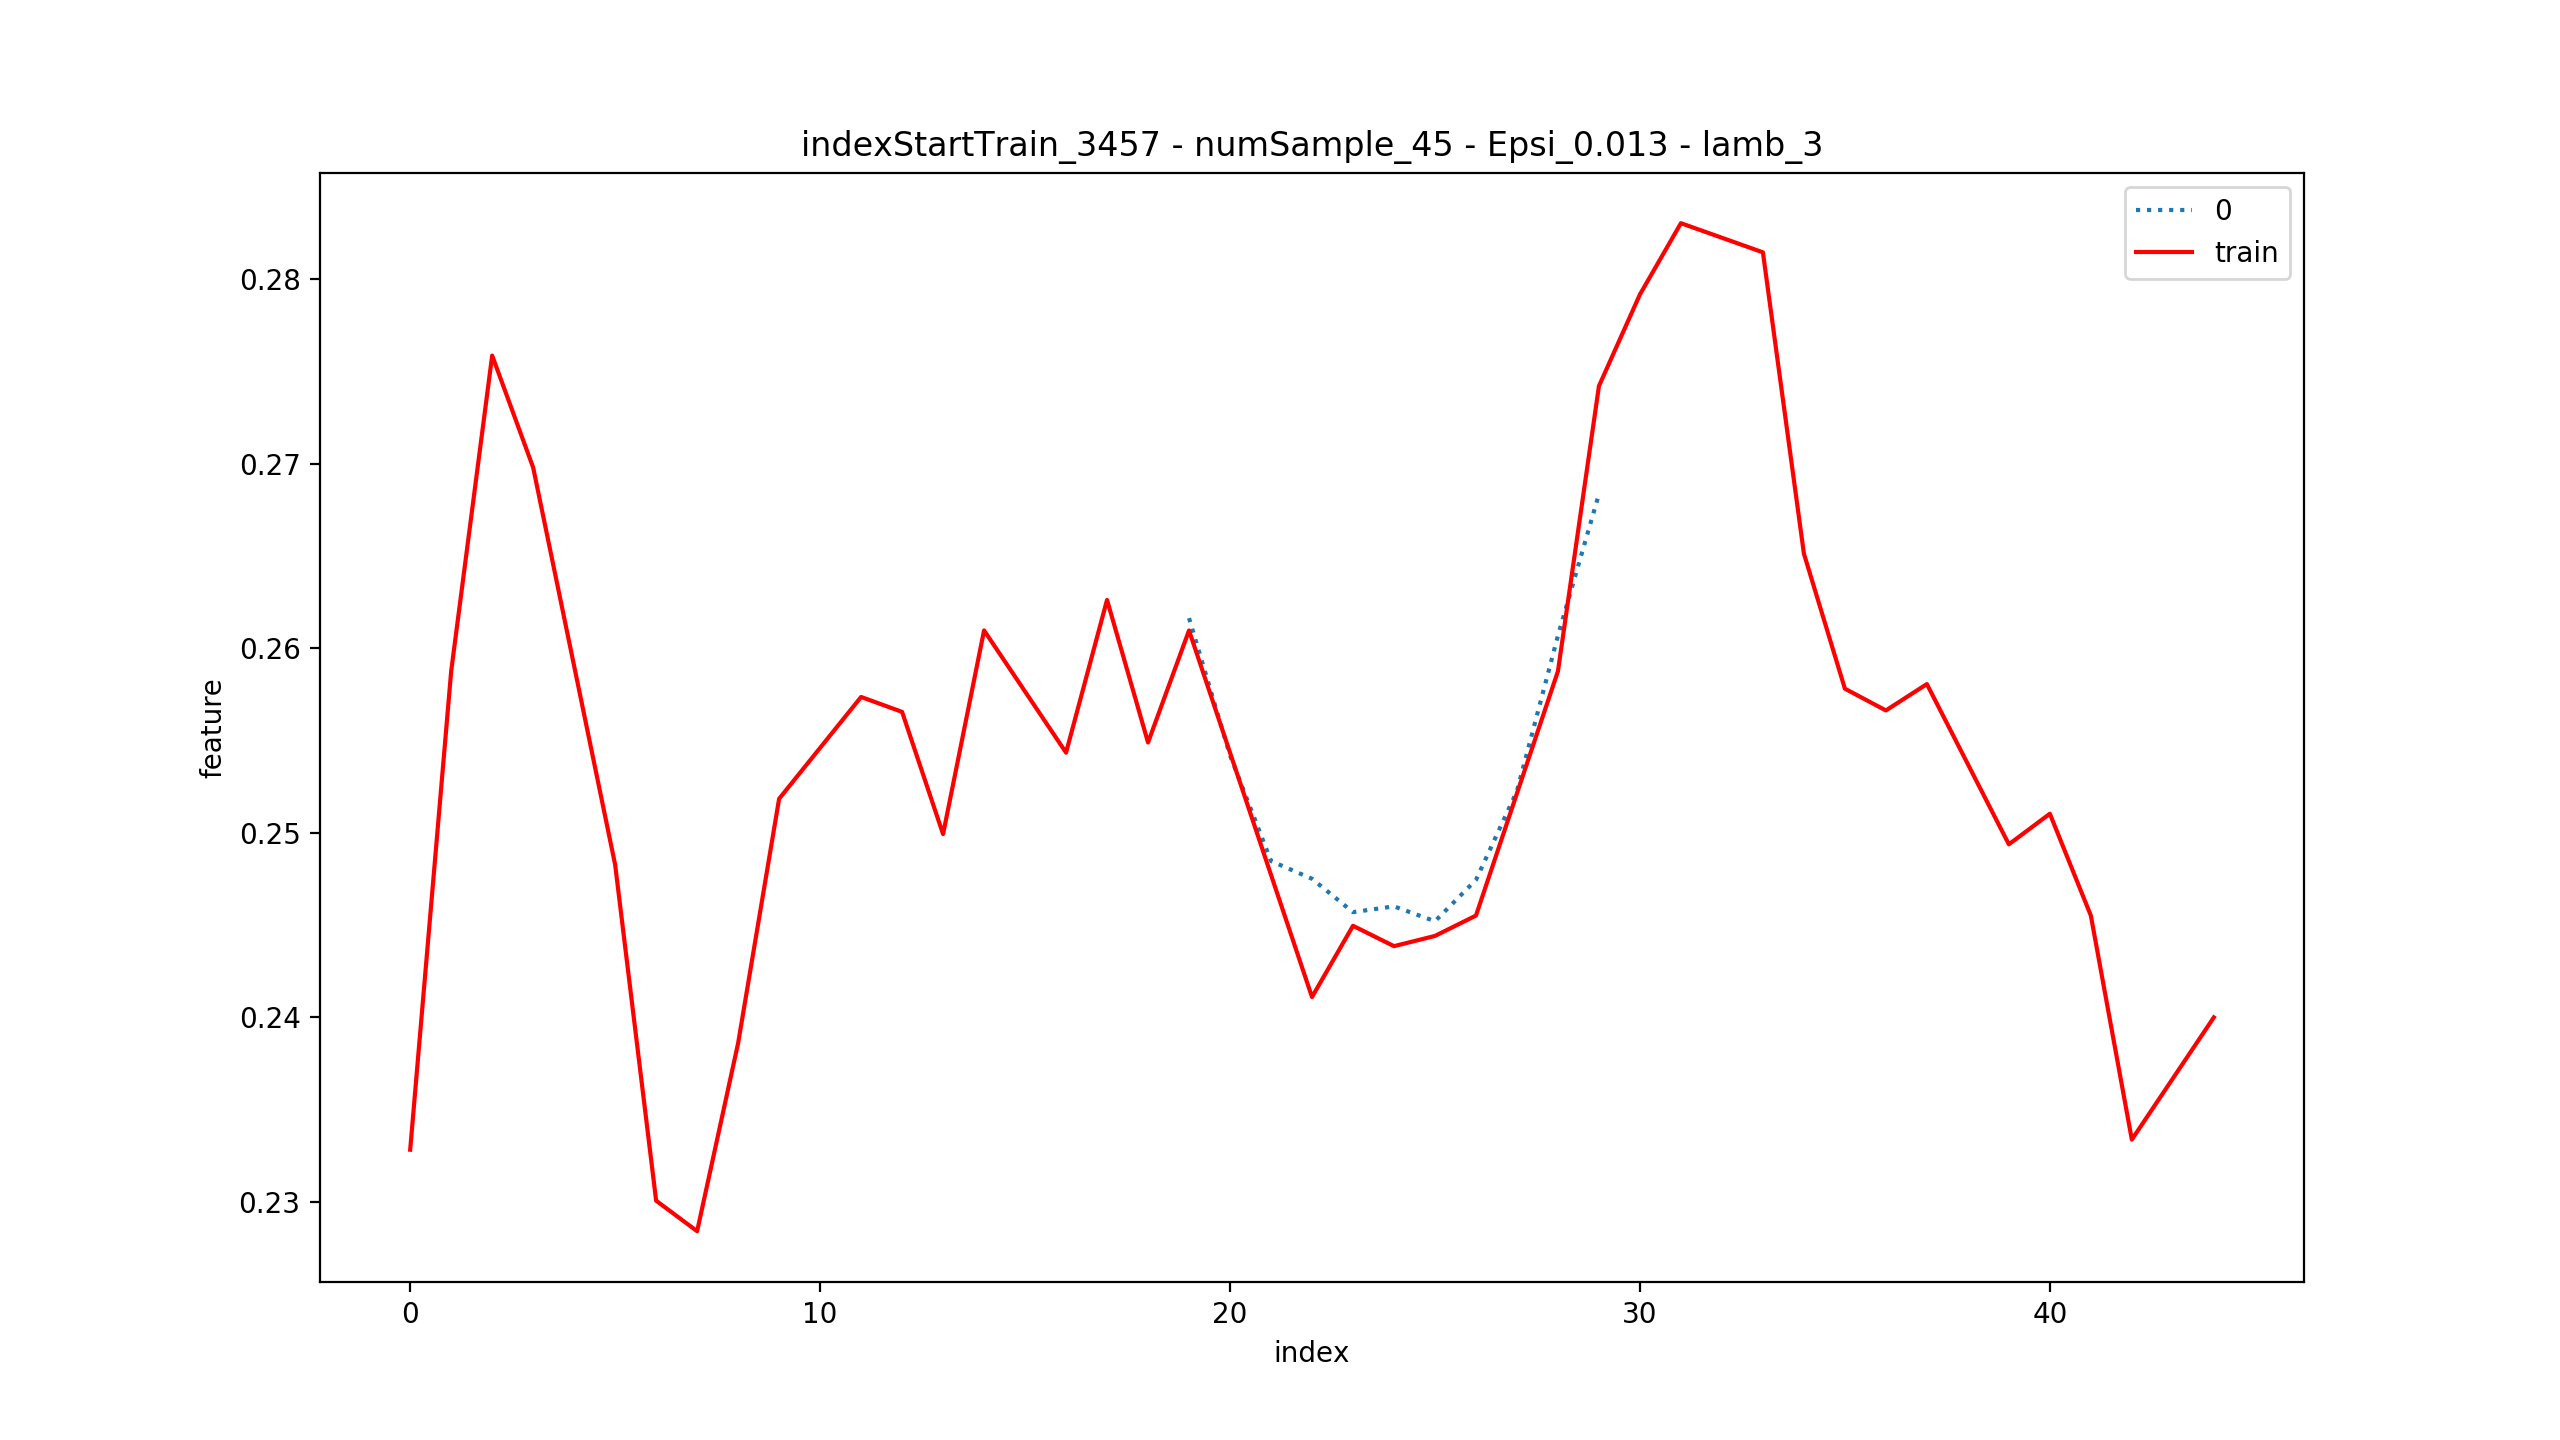 indexStartTrain_3457 - numSample_45 - Epsi_0.013 - lamb_3
0
train
0.28
0.27
0.26
0.25
0.24
0.23
feature
0 10 20 30 40
index